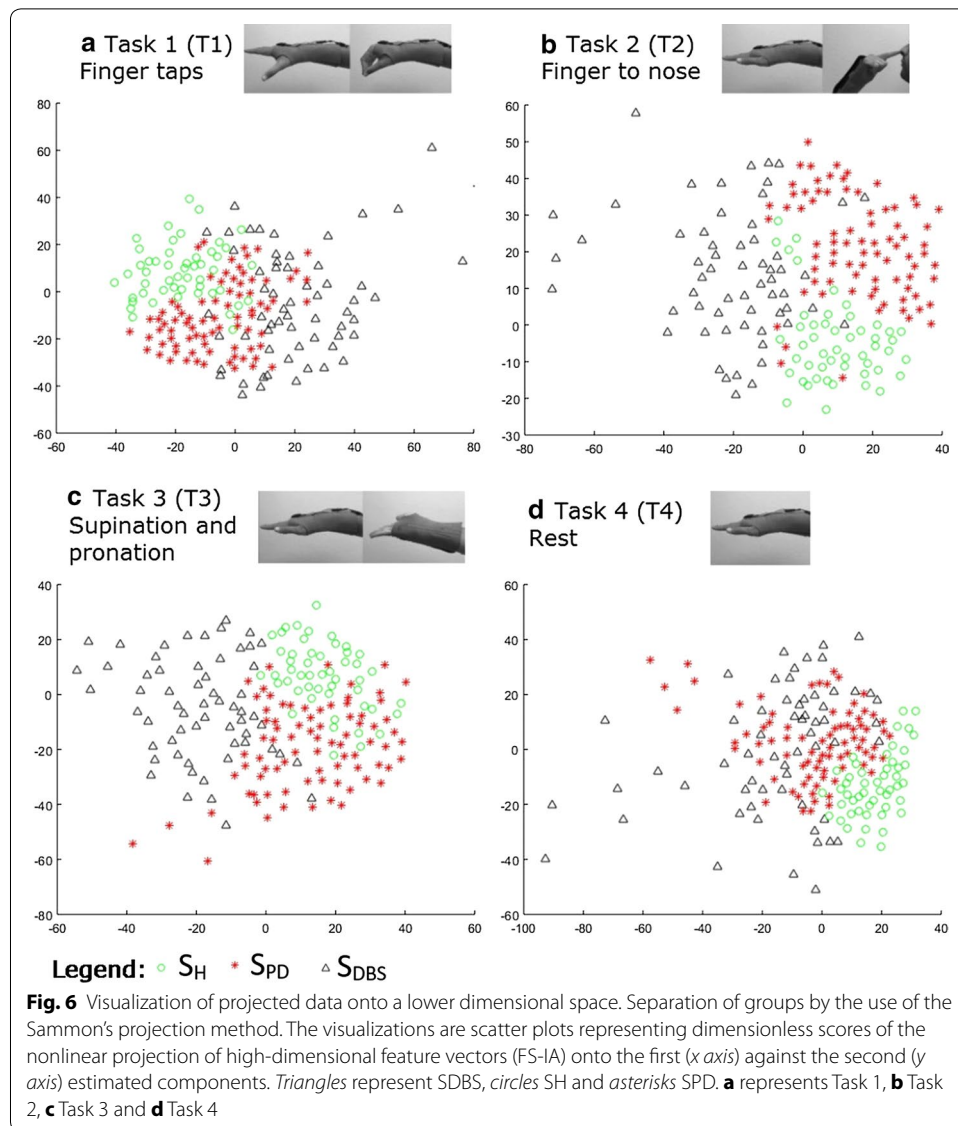 a Task 1 (T1)
Finger taps
b Task 2 (T2)
Finger to nose
80
60
40
20
0
-20
-40
-60
-60 -40 -20 0 20 40 60 80
60
50
40
30
20
10
0
-10
-20
-30
-60 -80 -60 -40 -20 0 20 40
c Task 3 (T3)
Supination and
pronation
d Task 4 (T4)
Rest
40
20
0
-20
-40
-60
-80
-60 -40 -20 0 20 40 60
60
80
60
40
20
0
-20
-40
-60
-100 -80 -60 -40 -20 0 20 40
Legend: SH SPD SDBS
Fig. 6 Visualization of projected data onto a lower dimensional space. Separation of groups by the use of the
Sammon's projection method. The visualizations are scatter plots representing dimensionless scores of the
nonlinear projection of high-dimensional feature vectors (FS-IA) onto the first (x axis) against the second (y
axis) estimated components. Triangles represent SDBS, circles SH and asterisks SPD. a represents Task 1, b Task
2, c Task 3 and d Task 4